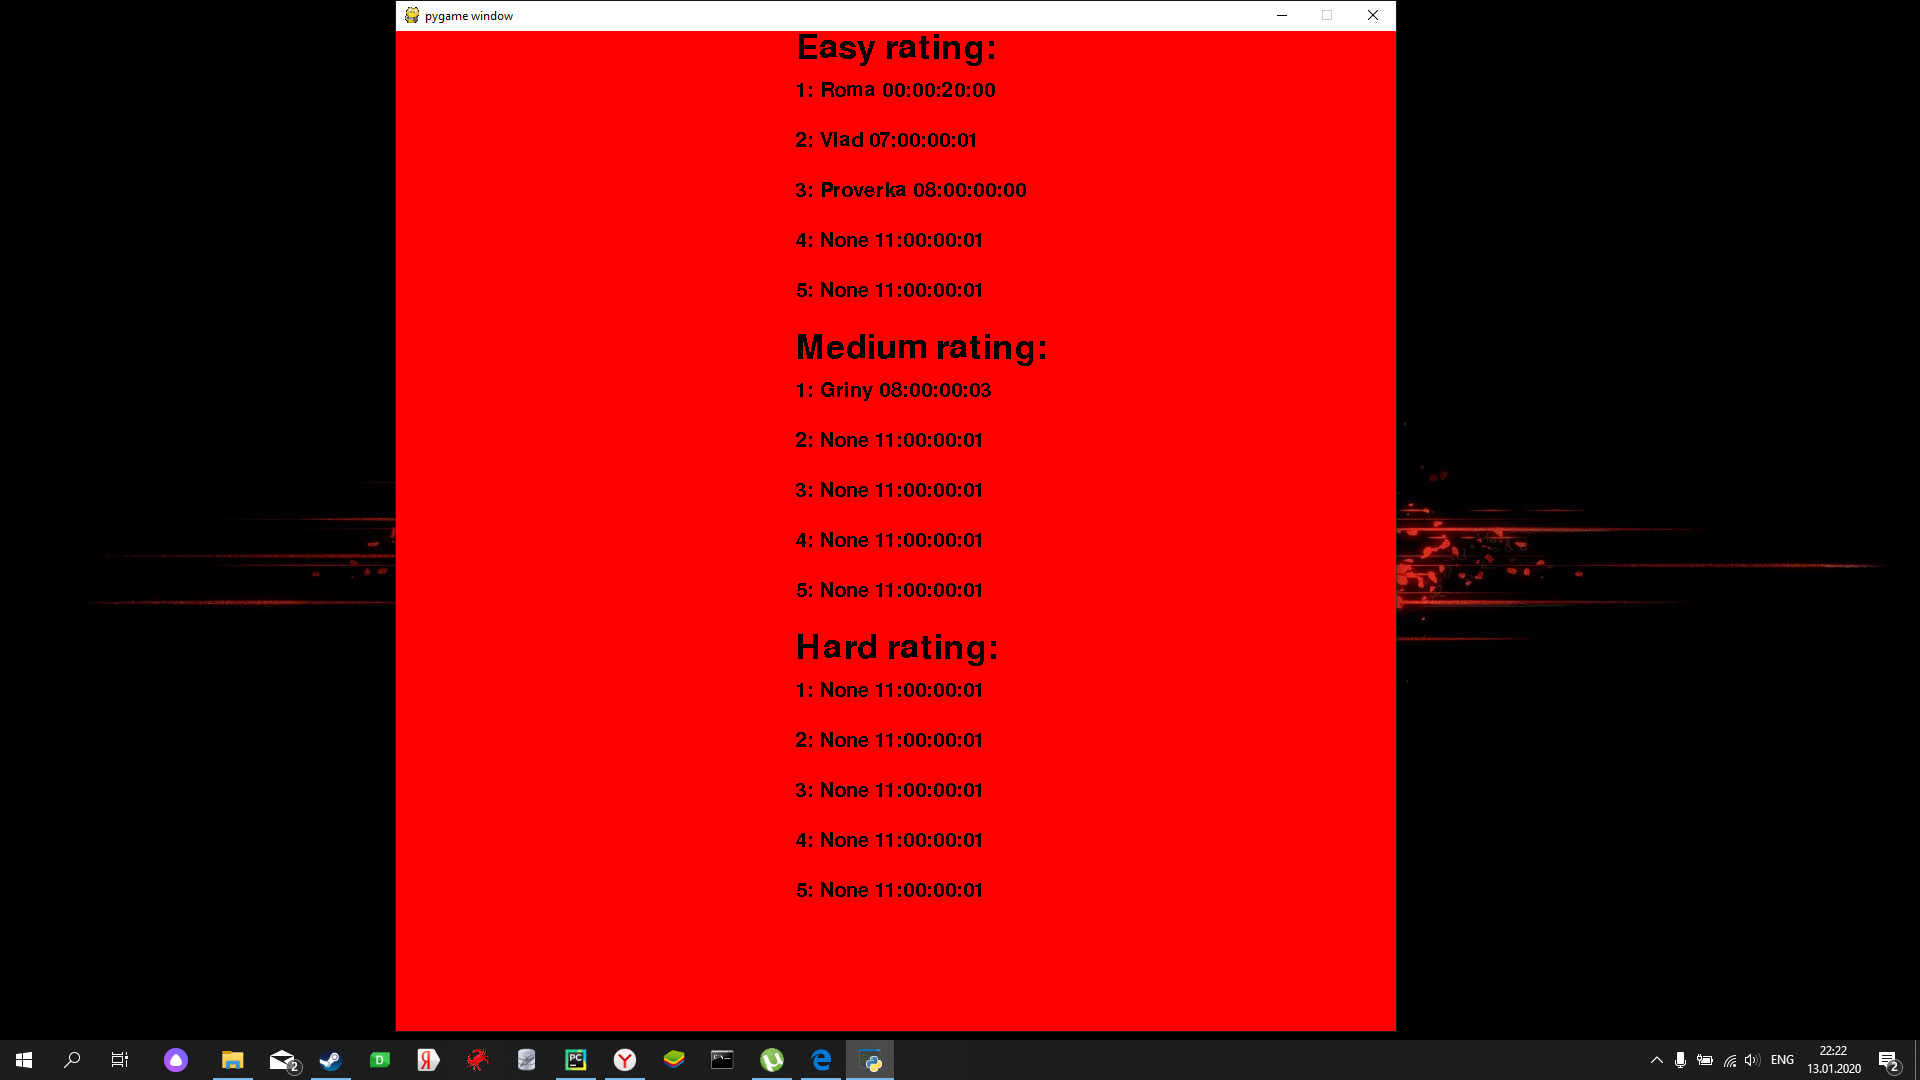 pygame window
Easy rating:
1: Roma 00:00:20:00
2: Vlad 07:00:00:01
3: Proverka 08:00:00:00
4: None 11:00:00:01
5: None 11:00:00:01
Medium rating:
1: Griny 08:00:00:03
2: None 11:00:00:01
3: None 11:00:00:01
4: None 11:00:00:01
5: None 11:00:00:01
Hard rating:
1: None 11:00:00:01
2: None 11:00:00:01
3: None 11:00:00:01
4: None 11:00:00:01
5: None 11:00:00:01
2 D Я PC Y ENG 22:22 2
13.01.2020